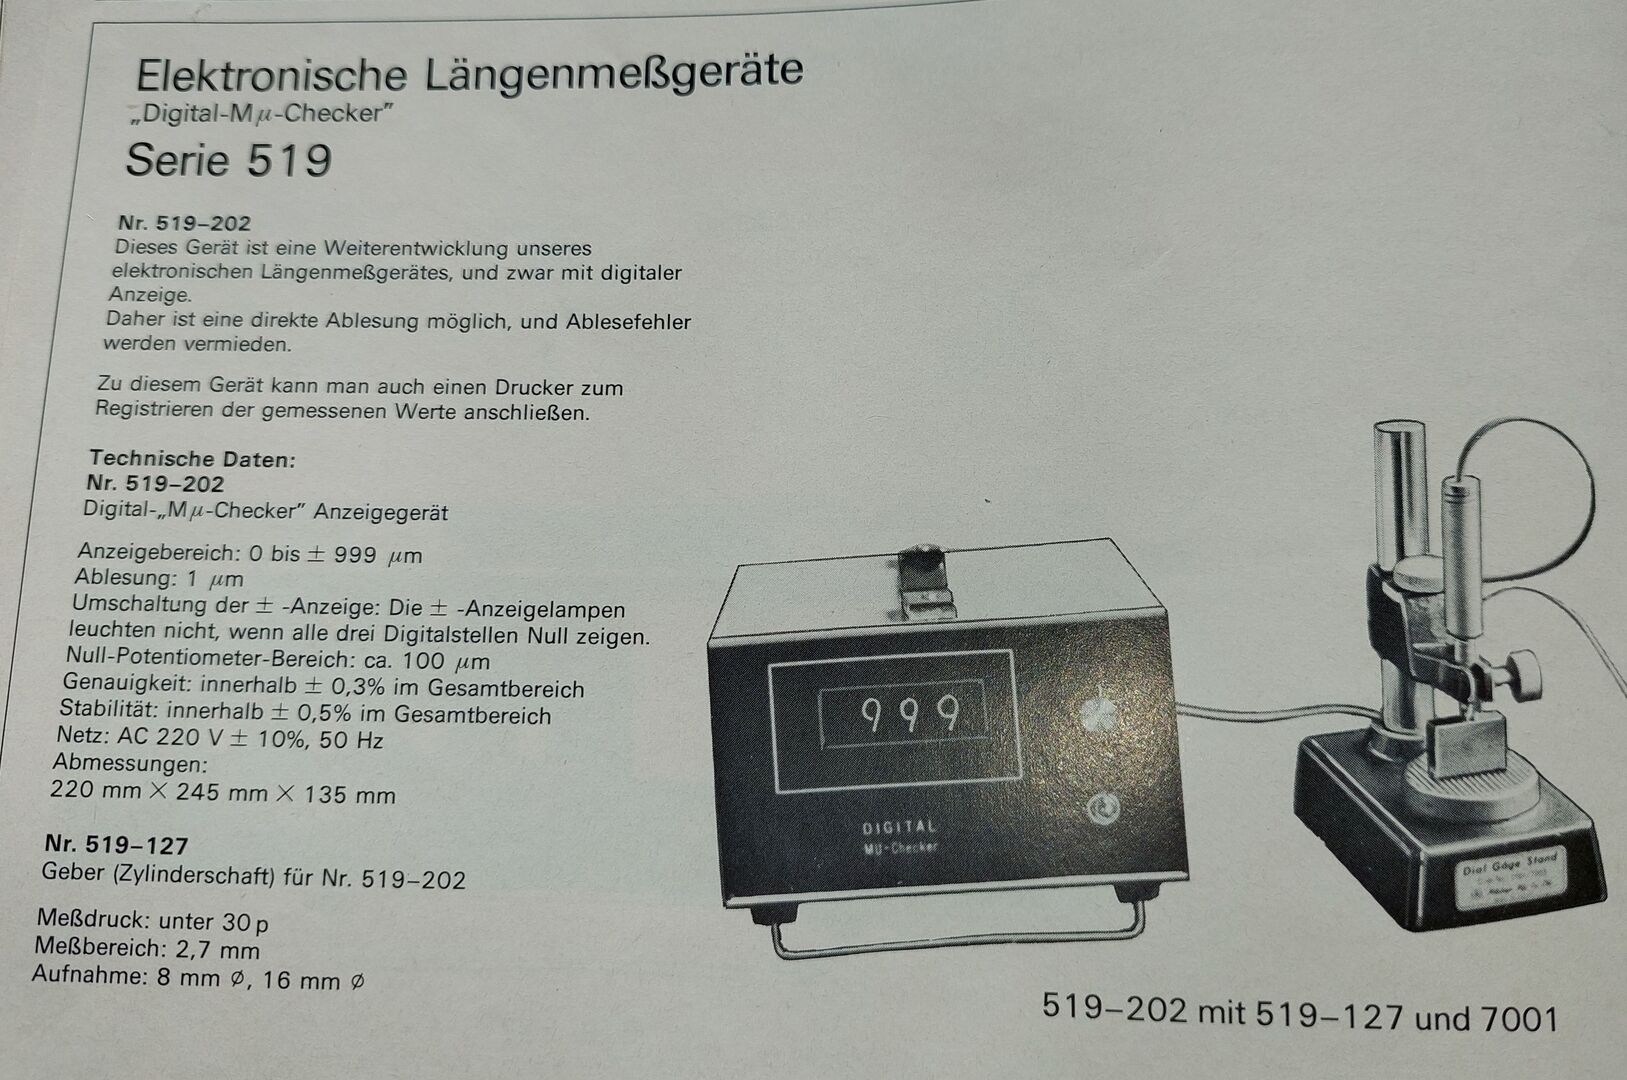 Elektronische Längenmeßgeräte
„Digital-Mμ-Checker”
Serie 519
Nr. 519–202
Dieses Gerät ist eine Weiterentwicklung unseres
elektronischen Längenmeßgerätes, und zwar mit digitaler
Anzeige.
Daher ist eine direkte Ablesung möglich, und Ablesefehler
werden vermieden.
Zu diesem Gerät kann man auch einen Drucker zum
Registrieren der gemessenen Werte anschließen.
Technische Daten:
Nr. 519–202
Digital-„Mμ-Checker” Anzeigegerät
Anzeigebereich: 0 bis ± 999 μm
Ablesung: 1 μm
Umschaltung der ± -Anzeige: Die ± -Anzeigelampen
leuchten nicht, wenn alle drei Digitalstellen Null zeigen.
Null-Potentiometer-Bereich: ca. 100 μm
Genauigkeit: innerhalb ± 0,3% im Gesamtbereich
Stabilität: innerhalb ± 0,5% im Gesamtbereich
Netz: AC 220 V ± 10%, 50 Hz
Abmessungen:
220 mm × 245 mm × 135 mm
Nr. 519–127
Geber (Zylinderschaft) für Nr. 519–202
Meßdruck: unter 30 p
Meßbereich: 2,7 mm
Aufnahme: 8 mm ∅, 16 mm ∅
999
DIGITAL
MU-Checker
Dial Gage Stand
519–202 mit 519–127 und 7001